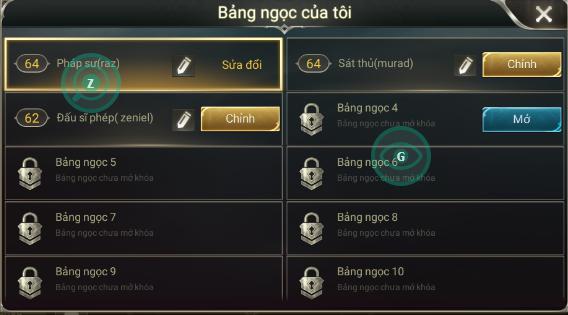 Bảng ngọc của tôi
64 Pháp sư(raz) Sửa đổi
64 Sát thủ(murad) Chính
Z
62 Đấu sĩ phép( zeniel) Chỉnh
Bảng ngọc 4
Bảng ngọc chưa mở khóa
Mở
Bảng ngọc 5
Bảng ngọc chưa mở khóa
Bảng ngọc 6
G
Bảng ngọc chưa mở khóa
Bảng ngọc 7
Bảng ngọc chưa mở khóa
Bảng ngọc 8
Bảng ngọc chưa mở khóa
Bảng ngọc 9
Bảng ngọc chưa mở khóa
Bảng ngọc 10
Bảng ngọc chưa mở khóa